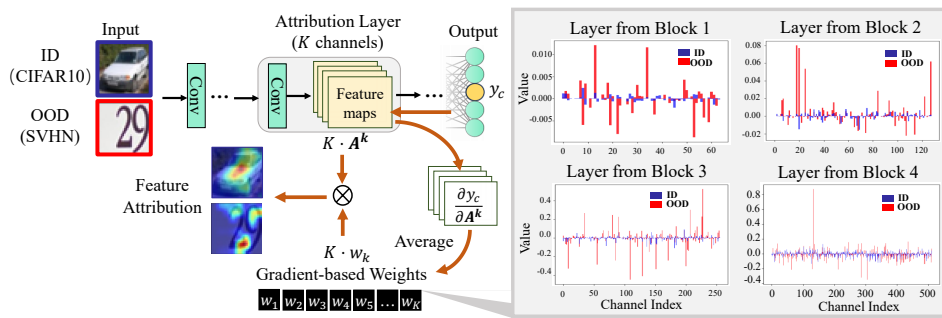 Input
ID
(CIFAR10)
OOD
(SVHN)
29
Conv
...
Attribution Layer
(K channels)
Conv
Feature
maps
...
Output
y_c
K · A^k
⊗
Feature
Attribution
∂y_c
∂A^k
Average
K · w_k
Gradient-based Weights
w_1 w_2 w_3 w_4 w_5 ... w_K
Layer from Block 1
ID
OOD
Value
0.010
0.005
0.000
-0.005
0 10 20 30 40 50 60
Layer from Block 2
ID
OOD
0.08
0.06
0.04
0.02
0.00
-0.02
0 20 40 60 80 100 120
Layer from Block 3
ID
OOD
Value
0.4
0.2
0.0
-0.2
-0.4
0 50 100 150 200 250
Channel Index
Layer from Block 4
ID
OOD
0.8
0.6
0.4
0.2
0.0
-0.2
-0.4
0 100 200 300 400 500
Channel Index